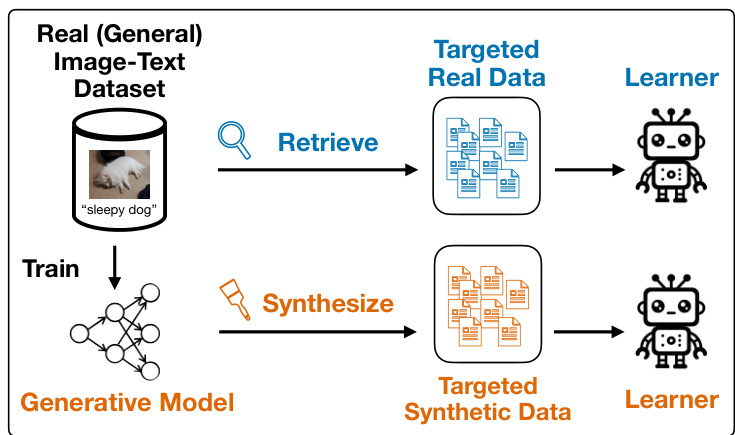 Real (General)
Image-Text
Dataset
"sleepy dog"
Retrieve
Targeted
Real Data
Learner
Train
Generative Model
Synthesize
Targeted
Synthetic Data
Learner